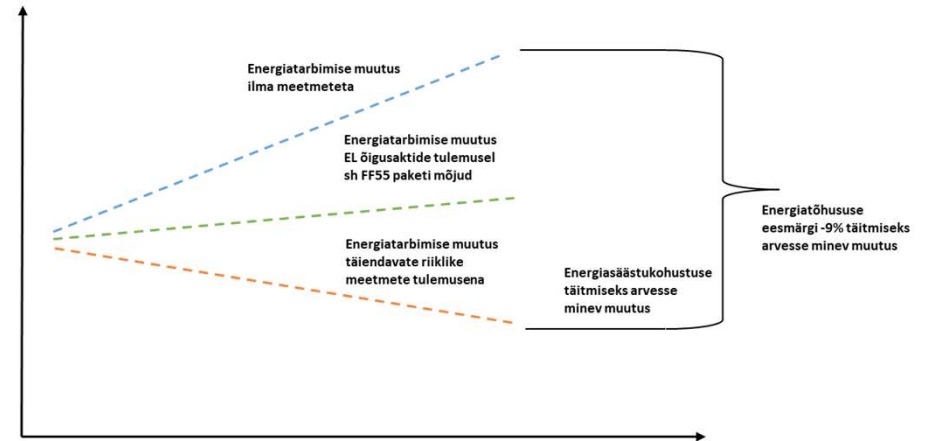 Energiatarbimise muutus
ilma meetmeteta
Energiatarbimise muutus
EL õigusaktide tulemusel
sh FF55 paketi mõjud
Energiatarbimise muutus
täiendavate riiklike
meetmete tulemusena
Energiasäästukohustuse
täitmiseks arvesse
minev muutus
Energiatõhususe
eesmärgi -9% täitmiseks
arvesse minev muutus